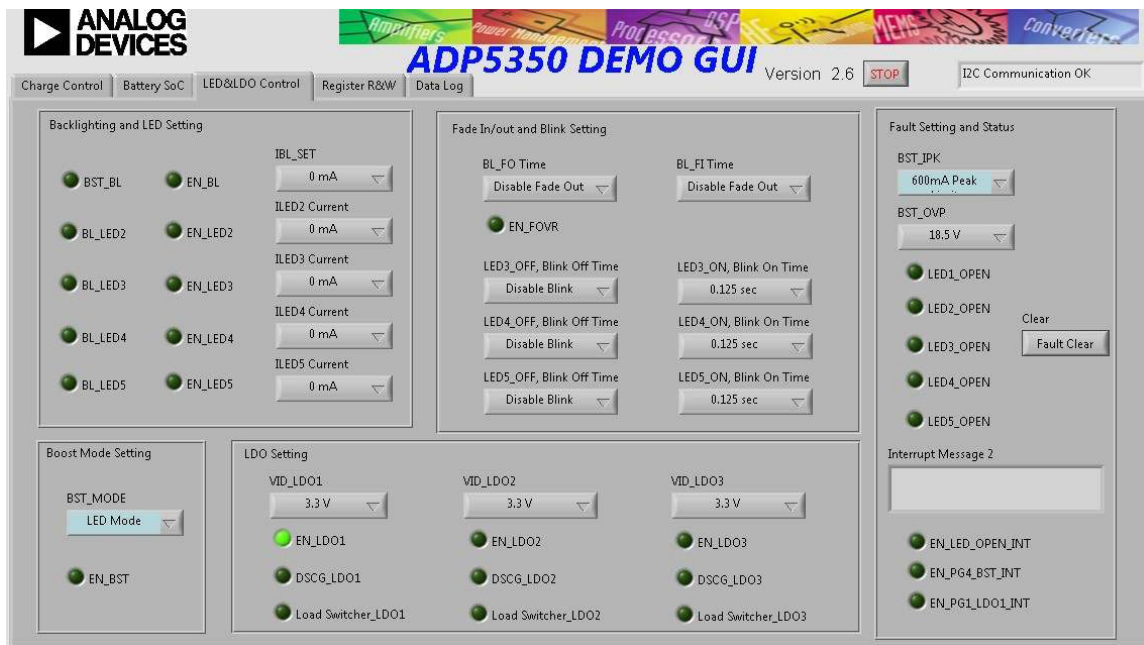 ANALOG
DEVICES
Amplifiers Power Management Processors DSP MEMS Converters
ADP5350 DEMO GUI Version 2.6 STOP I2C Communication OK
Charge Control Battery SoC LED&LDO Control Register R&W Data Log
Backlighting and LED Setting
IBL_SET
BST_BL EN_BL 0 mA
ILED2 Current
BL_LED2 EN_LED2 0 mA
ILED3 Current
BL_LED3 EN_LED3 0 mA
ILED4 Current
BL_LED4 EN_LED4 0 mA
ILED5 Current
BL_LED5 EN_LED5 0 mA
Fade In/out and Blink Setting
BL_FO Time BL_FI Time
Disable Fade Out Disable Fade Out
EN_FOVR
LED3_OFF, Blink Off Time LED3_ON, Blink On Time
Disable Blink 0.125 sec
LED4_OFF, Blink Off Time LED4_ON, Blink On Time
Disable Blink 0.125 sec
LED5_OFF, Blink Off Time LED5_ON, Blink On Time
Disable Blink 0.125 sec
Fault Setting and Status
BST_IPK
600mA Peak
BST_OVP
18.5 V
LED1_OPEN
LED2_OPEN
Clear
LED3_OPEN Fault Clear
LED4_OPEN
LED5_OPEN
Interrupt Message 2
EN_LED_OPEN_INT
EN_PG4_BST_INT
EN_PG1_LDO1_INT
Boost Mode Setting
BST_MODE
LED Mode
EN_BST
LDO Setting
VID_LDO1 VID_LDO2 VID_LDO3
3.3 V 3.3 V 3.3 V
EN_LDO1 EN_LDO2 EN_LDO3
DSCG_LDO1 DSCG_LDO2 DSCG_LDO3
Load Switcher_LDO1 Load Switcher_LDO2 Load Switcher_LDO3